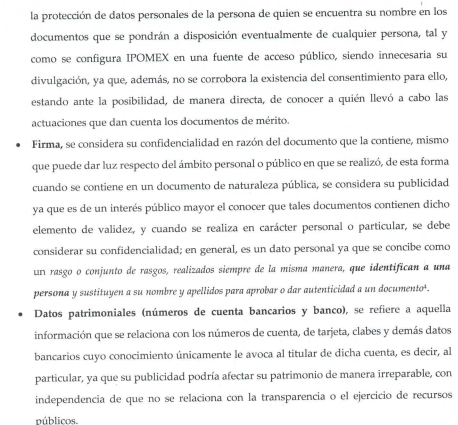 la protección de datos personales de la persona de quien se encuentra su nombre en los
documentos que se pondrán a disposición eventualmente de cualquier persona, tal y
como se configura IPOMEX en una fuente de acceso público, siendo innecesaria su
divulgación, ya que, además, no se corrobora la existencia del consentimiento para ello,
estando ante la posibilidad, de manera directa, de conocer a quién llevó a cabo las
actuaciones que dan cuenta los documentos de mérito.
• Firma, se considera su confidencialidad en razón del documento que la contiene, mismo
que puede dar luz respecto del ámbito personal o público en que se realizó, de esta forma
cuando se contiene en un documento de naturaleza pública, se considera su publicidad
ya que es de un interés público mayor el conocer que tales documentos contienen dicho
elemento de validez, y cuando se realiza en carácter personal o particular, se debe
considerar su confidencialidad; en general, es un dato personal ya que se concibe como
un rasgo o conjunto de rasgos, realizados siempre de la misma manera, que identifican a una
persona y sustituyen a su nombre y apellidos para aprobar o dar autenticidad a un documento⁴.
• Datos patrimoniales (números de cuenta bancarios y banco), se refiere a aquella
información que se relaciona con los números de cuenta, de tarjeta, clabes y demás datos
bancarios cuyo conocimiento únicamente le avoca al titular de dicha cuenta, es decir, al
particular, ya que su publicidad podría afectar su patrimonio de manera irreparable, con
independencia de que no se relaciona con la transparencia o el ejercicio de recursos
públicos.